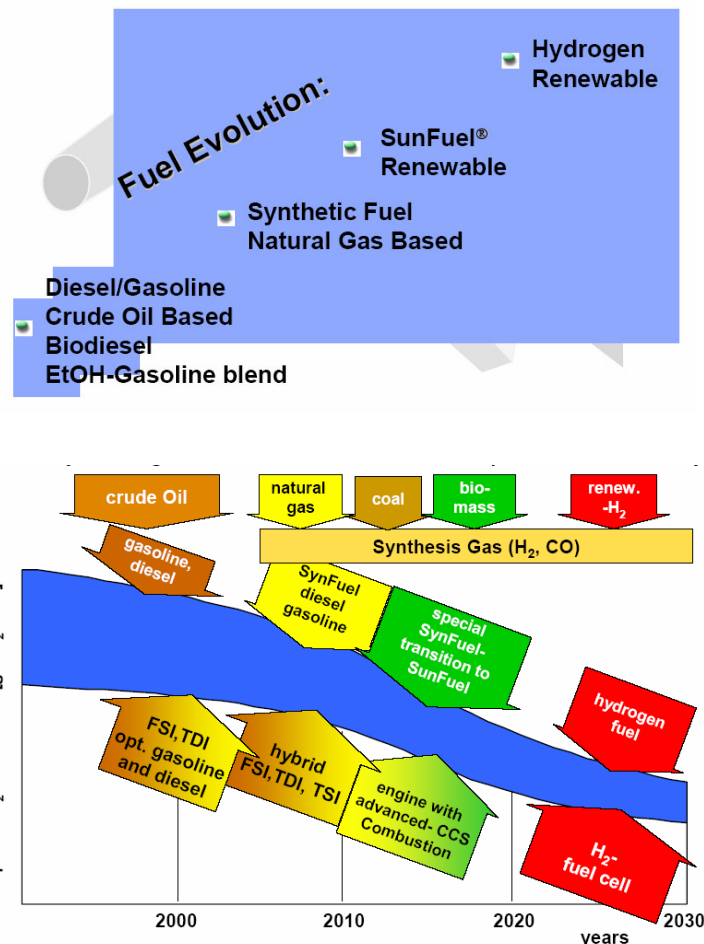 Fuel Evolution:
Hydrogen
Renewable
SunFuel®
Renewable
Synthetic Fuel
Natural Gas Based
Diesel/Gasoline
Crude Oil Based
Biodiesel
EtOH-Gasoline blend
crude Oil
natural
gas
coal
bio-
mass
renew.
-H₂
Synthesis Gas (H₂, CO)
gasoline,
diesel
SynFuel
diesel
gasoline
special
SynFuel-
transition to
SunFuel
hydrogen
fuel
FSI,TDI
opt. gasoline
and diesel
hybrid
FSI,TDI, TSI
engine with
advanced- CCS
Combustion
H₂-
fuel cell
2000
2010
2020
2030
years